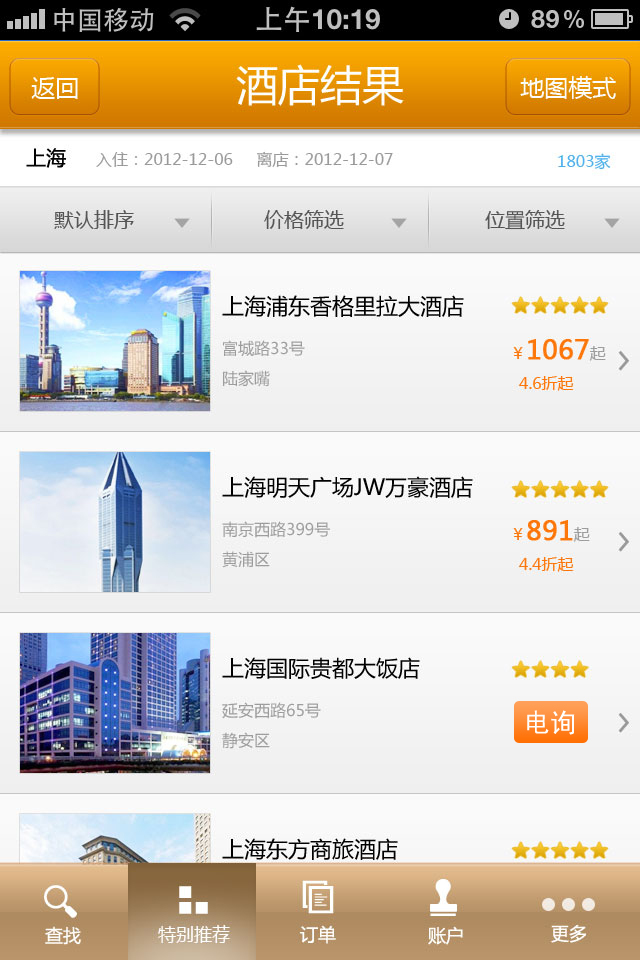 中国移动 上午10:19 89%
返回 酒店结果 地图模式
上海 入住：2012-12-06 离店：2012-12-07 1803家
默认排序 价格筛选 位置筛选
上海浦东香格里拉大酒店
富城路33号
陆家嘴
¥1067起
4.6折起
上海明天广场JW万豪酒店
南京西路399号
黄浦区
¥891起
4.4折起
上海国际贵都大饭店
延安西路65号
静安区
电询
上海东方商旅酒店
查找 特别推荐 订单 账户 更多